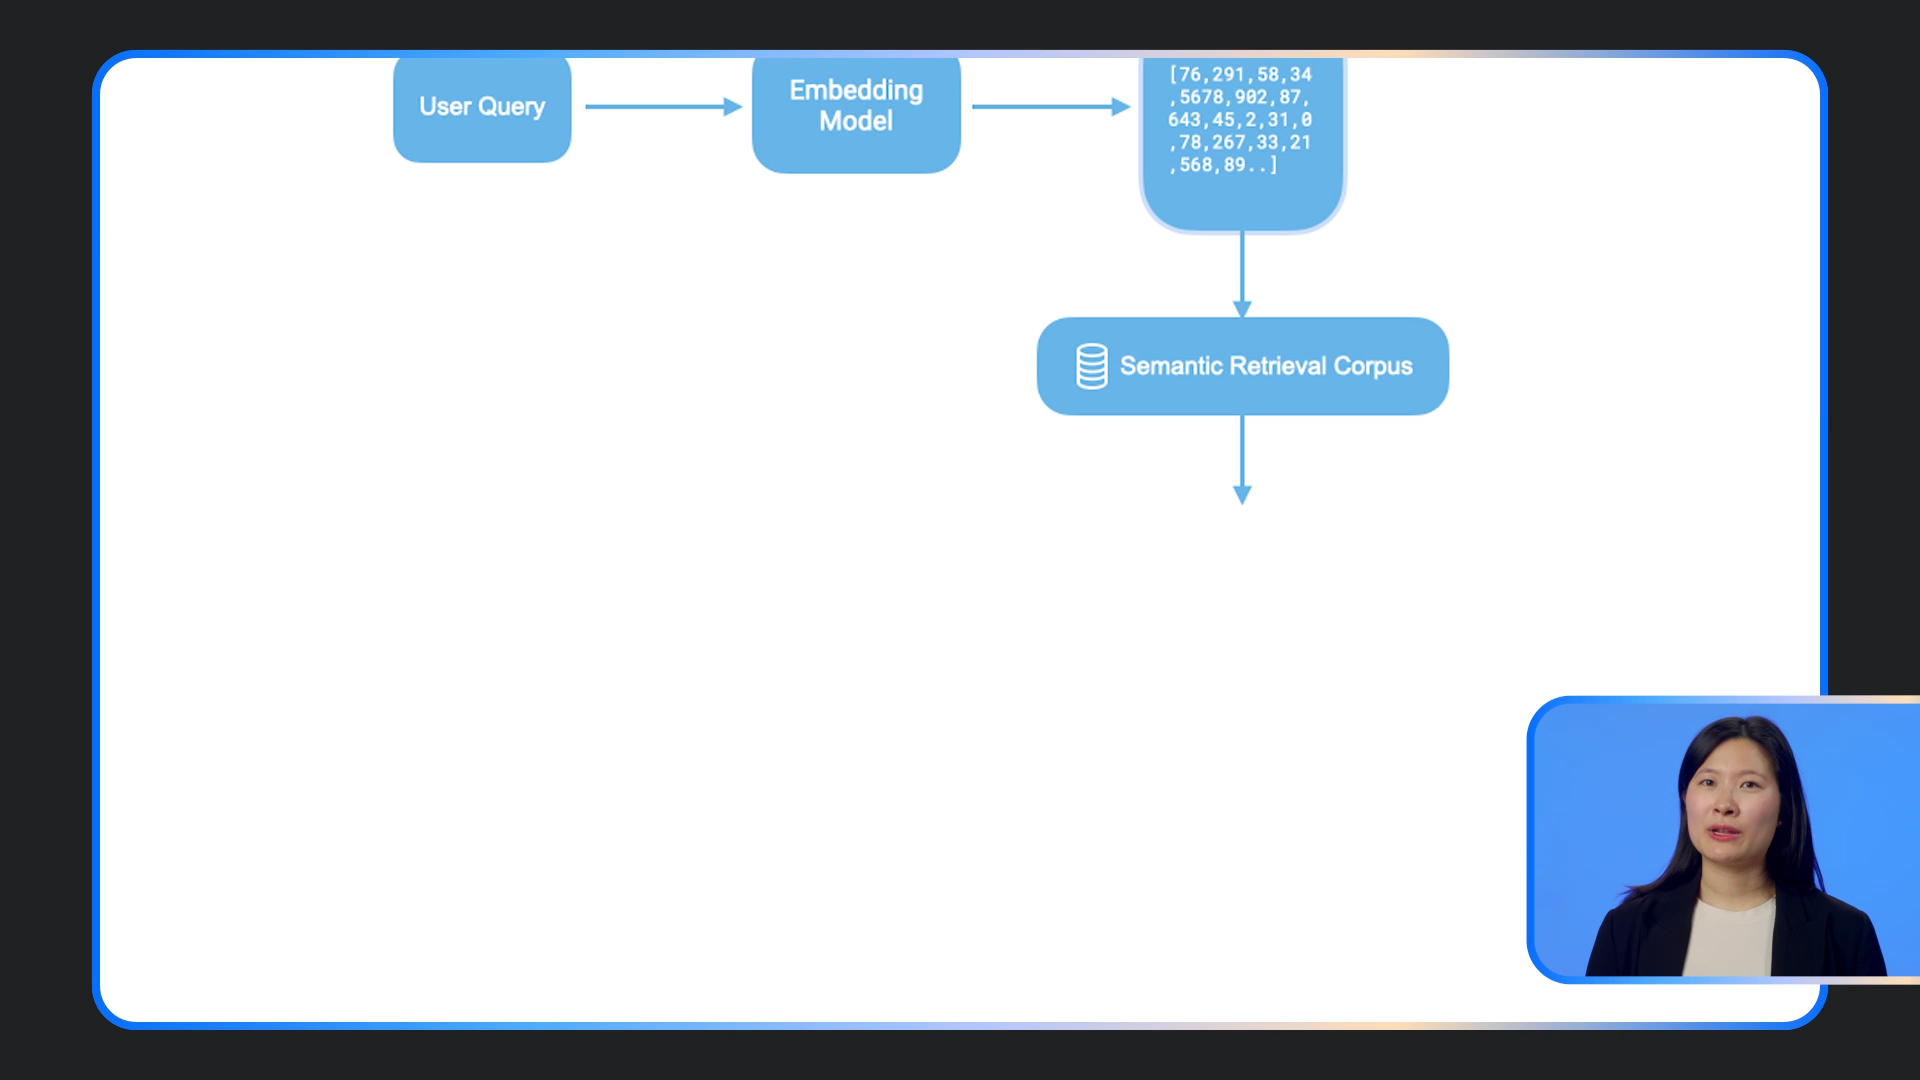 User Query
Embedding
Model
[76,291,58,34
,5678,902,87,
643,45,2,31,0
,78,267,33,21
,568,89..]
Semantic Retrieval Corpus